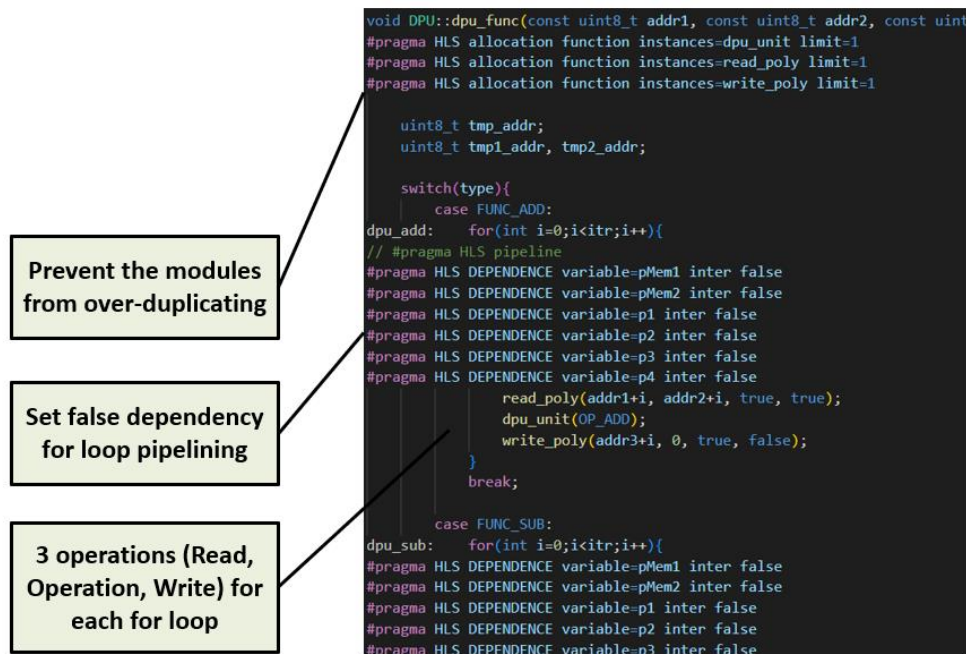 void DPU::dpu_func(const uint8_t addr1, const uint8_t addr2, const uint
#pragma HLS allocation function instances=dpu_unit limit=1
#pragma HLS allocation function instances=read_poly limit=1
#pragma HLS allocation function instances=write_poly limit=1
uint8_t tmp_addr;
uint8_t tmp1_addr, tmp2_addr;
switch(type){
case FUNC_ADD:
dpu_add: for(int i=0;i<itr;i++){
// #pragma HLS pipeline
#pragma HLS DEPENDENCE variable=pMem1 inter false
#pragma HLS DEPENDENCE variable=pMem2 inter false
#pragma HLS DEPENDENCE variable=p1 inter false
#pragma HLS DEPENDENCE variable=p2 inter false
#pragma HLS DEPENDENCE variable=p3 inter false
#pragma HLS DEPENDENCE variable=p4 inter false
read_poly(addr1+i, addr2+i, true, true);
dpu_unit(OP_ADD);
write_poly(addr3+i, 0, true, false);
}
break;
case FUNC_SUB:
dpu_sub: for(int i=0;i<itr;i++){
#pragma HLS DEPENDENCE variable=pMem1 inter false
#pragma HLS DEPENDENCE variable=pMem2 inter false
#pragma HLS DEPENDENCE variable=p1 inter false
#pragma HLS DEPENDENCE variable=p2 inter false
#pragma HLS DEPENDENCE variable=p3 inter false
Prevent the modules
from over-duplicating
Set false dependency
for loop pipelining
3 operations (Read,
Operation, Write) for
each for loop